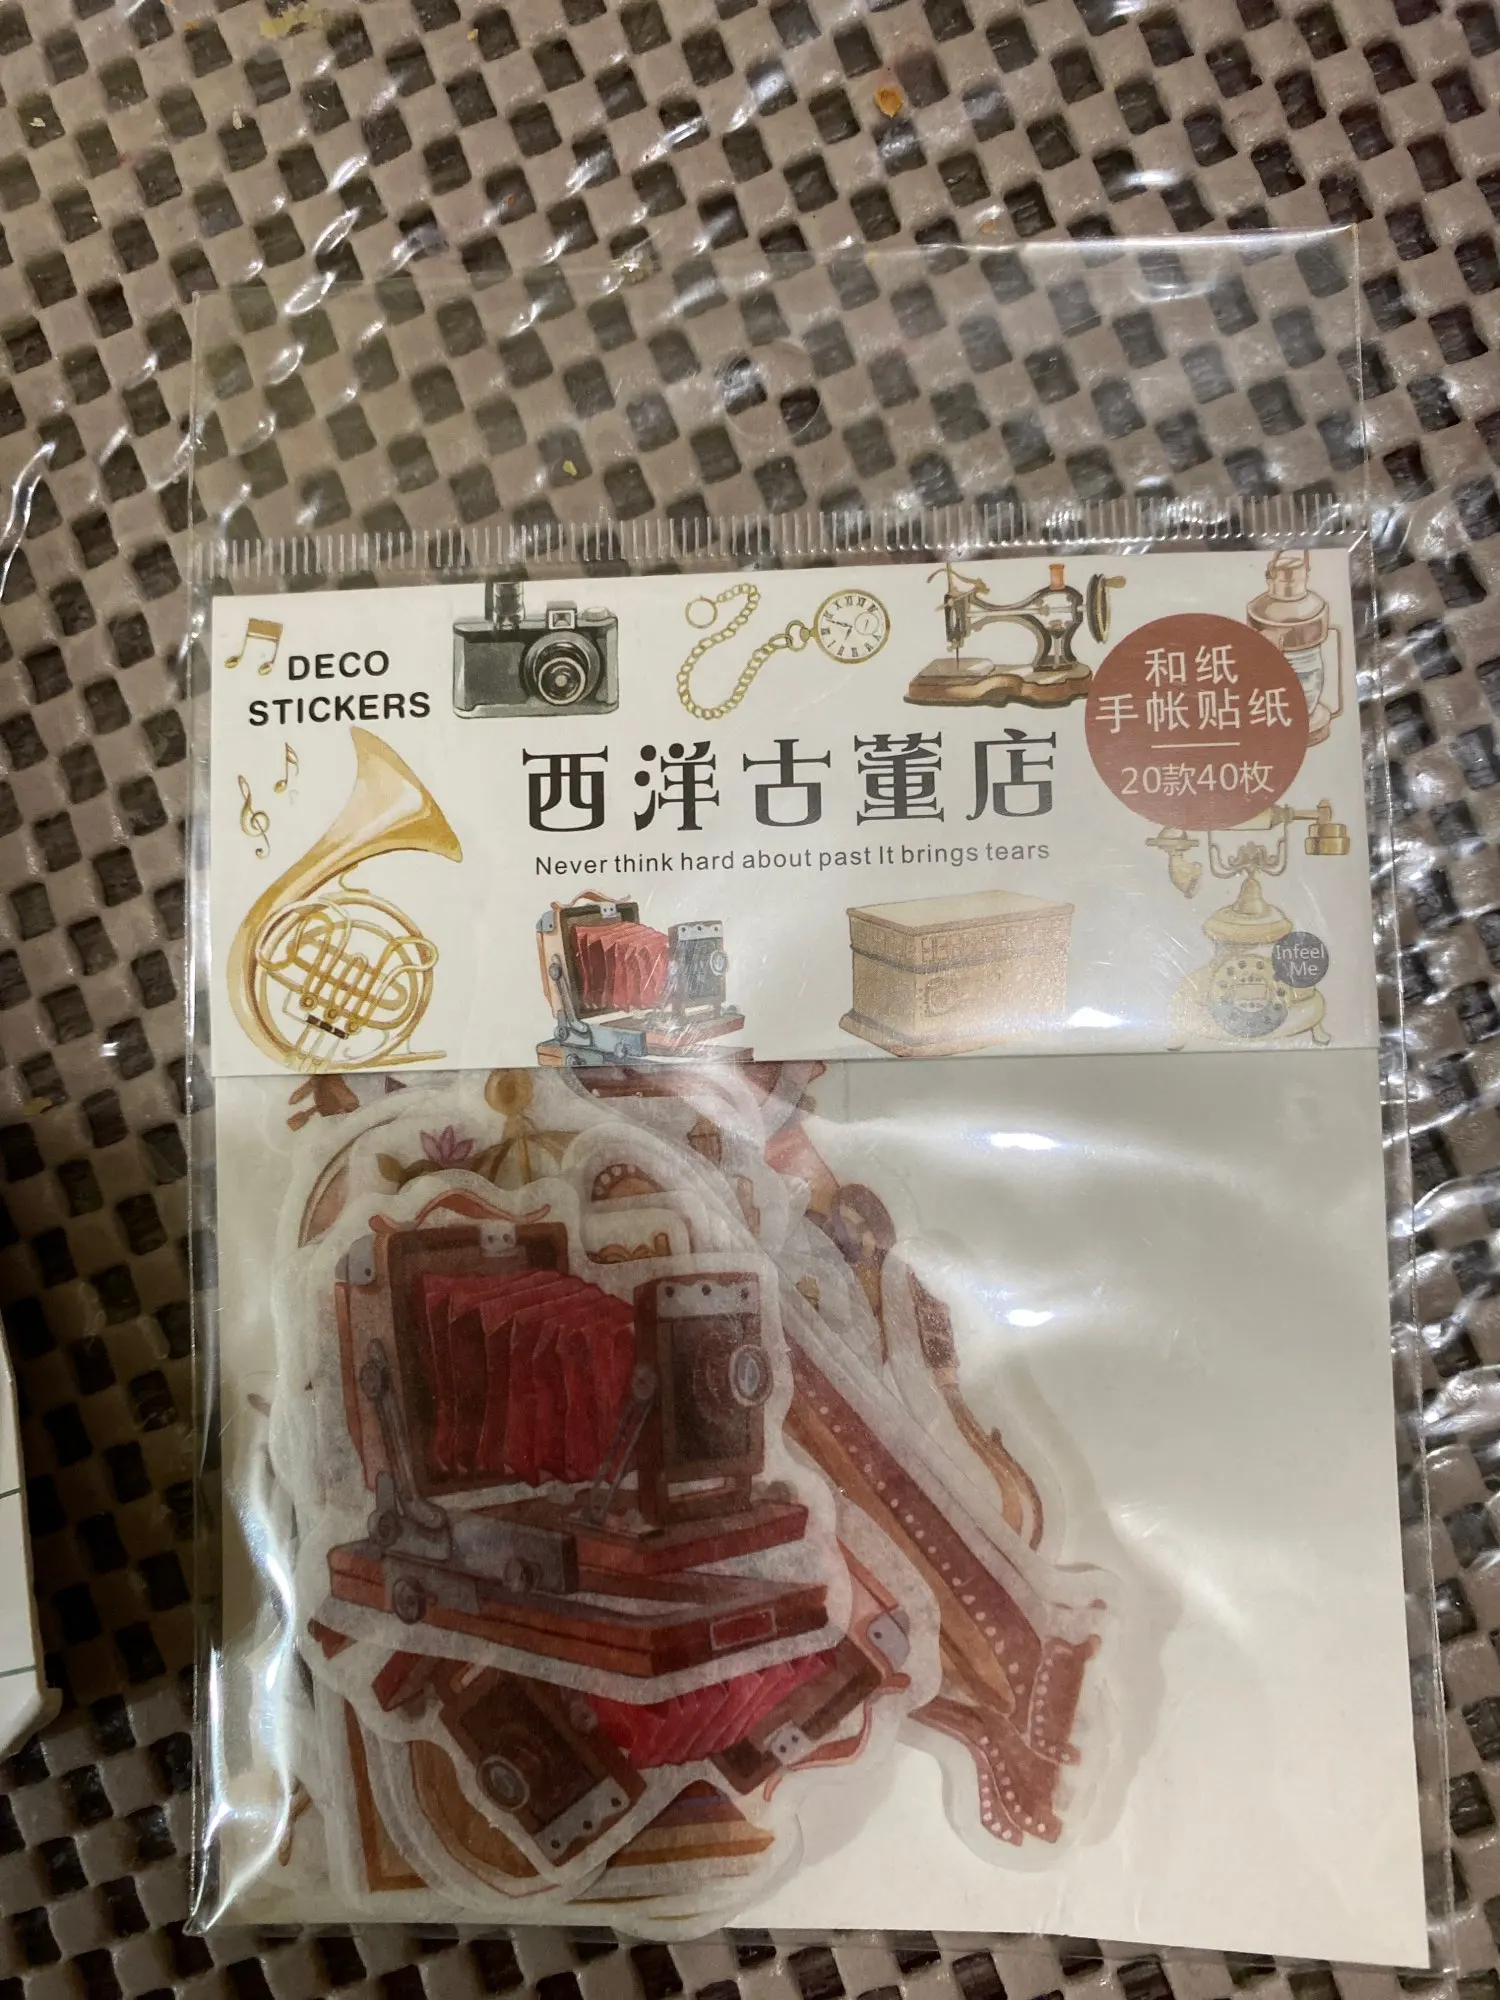 DECO
STICKERS
和纸
手帐贴纸
20款40枚
西洋古董店
Never think hard about past It brings tears
Infeel
Me